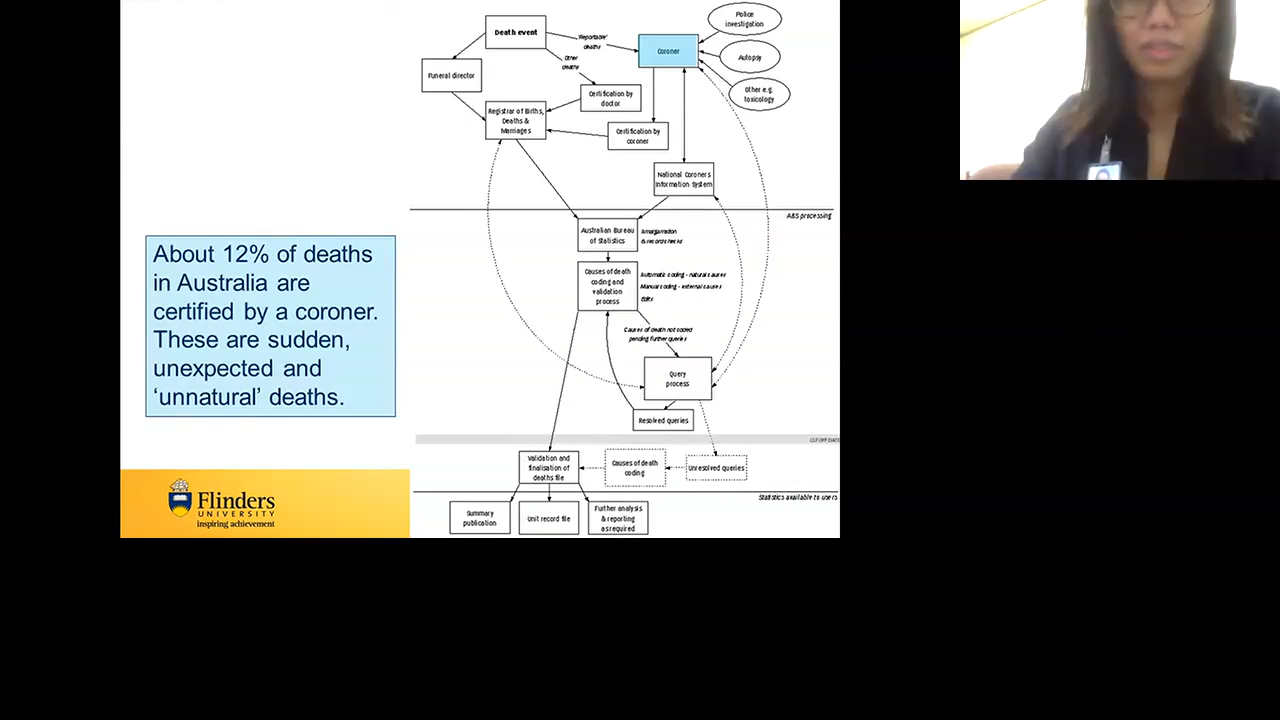 Death event
'Reportable'
deaths
Other
deaths
Coroner
Police
investigation
Autopsy
Other e.g.
toxicology
Funeral director
Certification by
doctor
Registrar of Births,
Deaths &
Marriages
Certification by
coroner
National Coroners
Information System
ABS processing
Australian Bureau
of Statistics
Amalgamation
& record checks
Causes of death
coding and
validation
process
Automatic coding - natural causes
Manual coding - external causes
Edits
Causes of death not coded
pending further queries
Query
process
Resolved queries
About 12% of deaths
in Australia are
certified by a coroner.
These are sudden,
unexpected and
‘unnatural’ deaths.
Validation and
finalisation of
deaths file
Causes of death
coding
Unresolved queries
Statistics available to users
Summary
publication
Unit record file
Further analysis
& reporting
as required
Flinders
UNIVERSITY
inspiring achievement